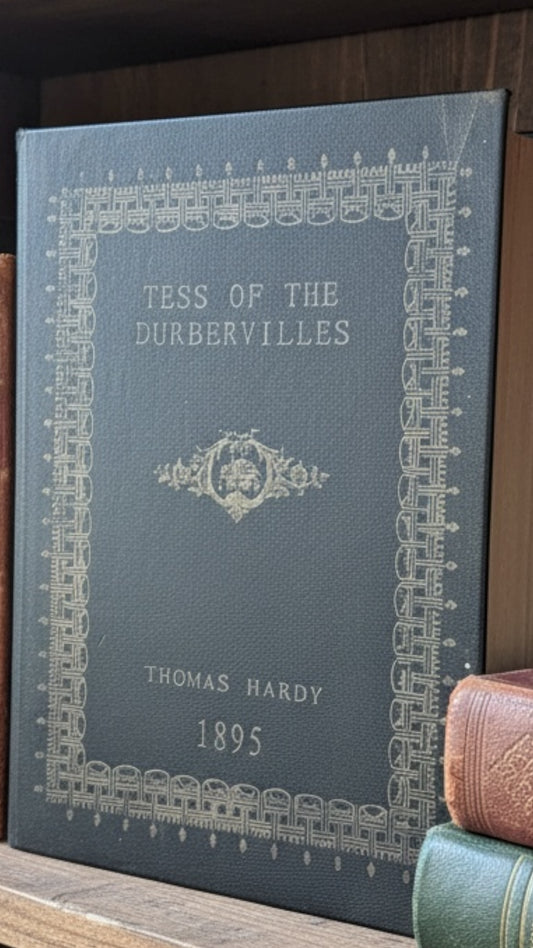 TESS OF THE
DURBERVILLES
THOMAS HARDY
1895